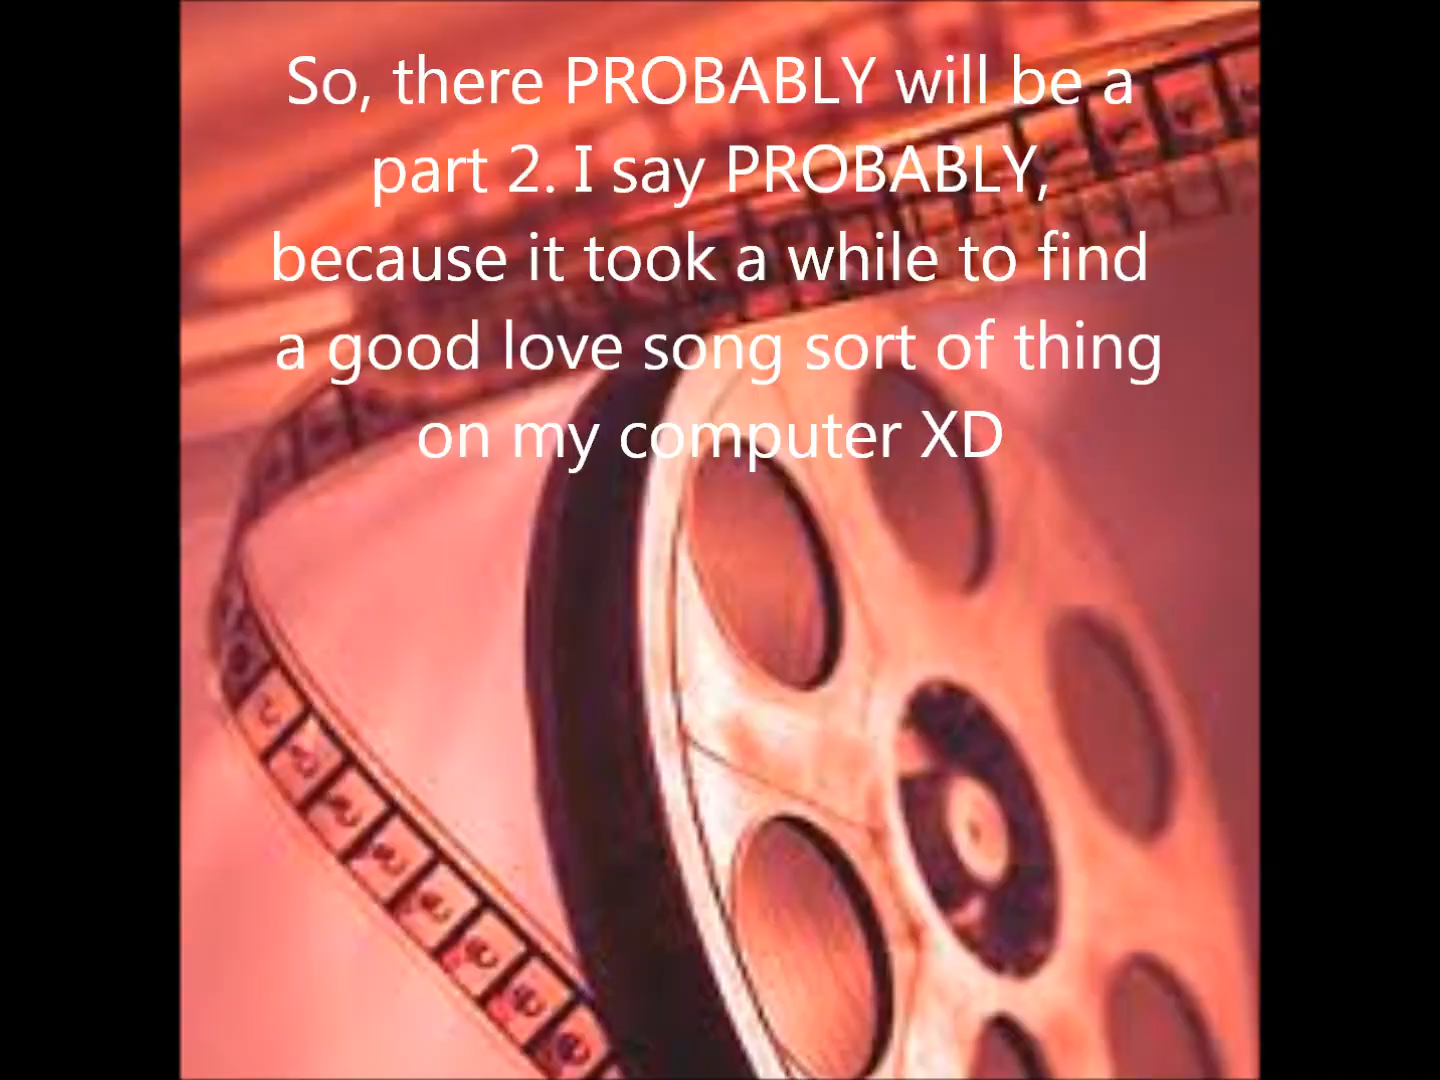 So, there PROBABLY will be a
part 2. I say PROBABLY,
because it took a while to find
a good love song sort of thing
on my computer XD